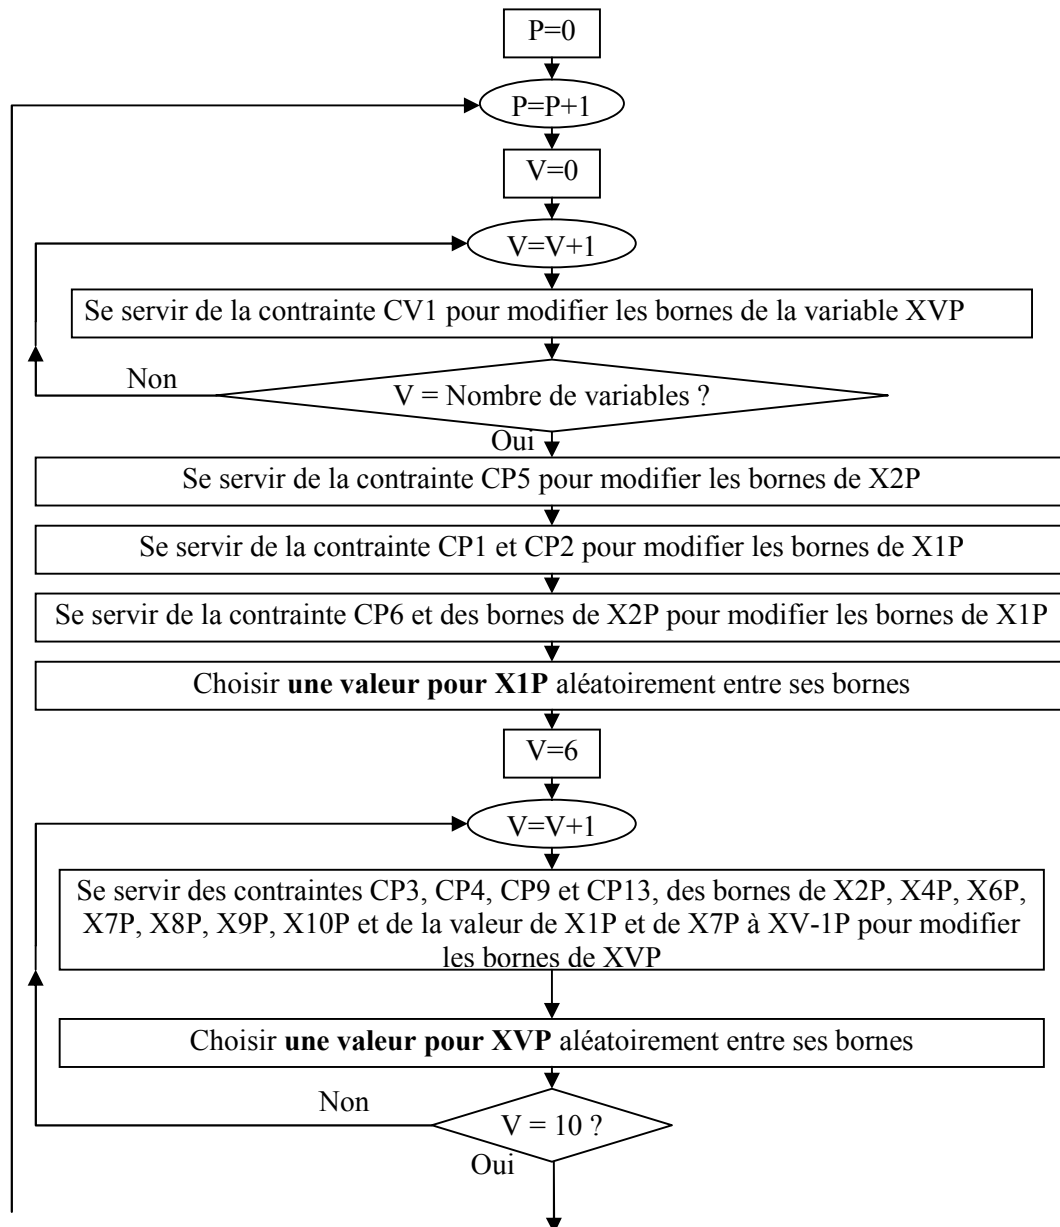 P=0
P=P+1
V=0
V=V+1
Se servir de la contrainte CV1 pour modifier les bornes de la variable XVP
Non
V = Nombre de variables ?
Oui
Se servir de la contrainte CP5 pour modifier les bornes de X2P
Se servir de la contrainte CP1 et CP2 pour modifier les bornes de X1P
Se servir de la contrainte CP6 et des bornes de X2P pour modifier les bornes de X1P
Choisir une valeur pour X1P aléatoirement entre ses bornes
V=6
V=V+1
Se servir des contraintes CP3, CP4, CP9 et CP13, des bornes de X2P, X4P, X6P,
X7P, X8P, X9P, X10P et de la valeur de X1P et de X7P à XV-1P pour modifier
les bornes de XVP
Choisir une valeur pour XVP aléatoirement entre ses bornes
Non
V = 10 ?
Oui